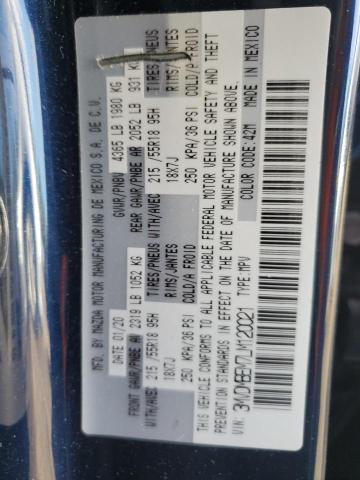 MFD. BY MAZDA MOTOR MANUFACTURING DE MEXICO S.A. DE C.V.
DATE 01/20 GVWR/PNBV 4365 LB 1980 KG
FRONT GAWR/PNBE AV 2319 LB 1052 KG REAR GAWR/PNBE AR 2052 LB 931 KG
WITH/AVEC TIRES/PNEUS WITH/AVEC TIRES/PNEUS
215 /55R18 95H RIMS/JANTES 215 /55R18 95H RIMS/JANTES
18X7J COLD/A FROID 18X7J COLD/A FROID
250 KPA/36 PSI 250 KPA/36 PSI
THIS VEHICLE CONFORMS TO ALL APPLICABLE FEDERAL MOTOR VEHICLE SAFETY AND THEFT
PREVENTION STANDARDS IN EFFECT ON THE DATE OF MANUFACTURE SHOWN ABOVE.
COLOR CODE:42M MADE IN MEXICO
VIN: TYPE:MPV